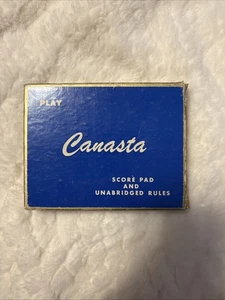 PLAY
Canasta
SCORE PAD
AND
UNABRIDGED RULES